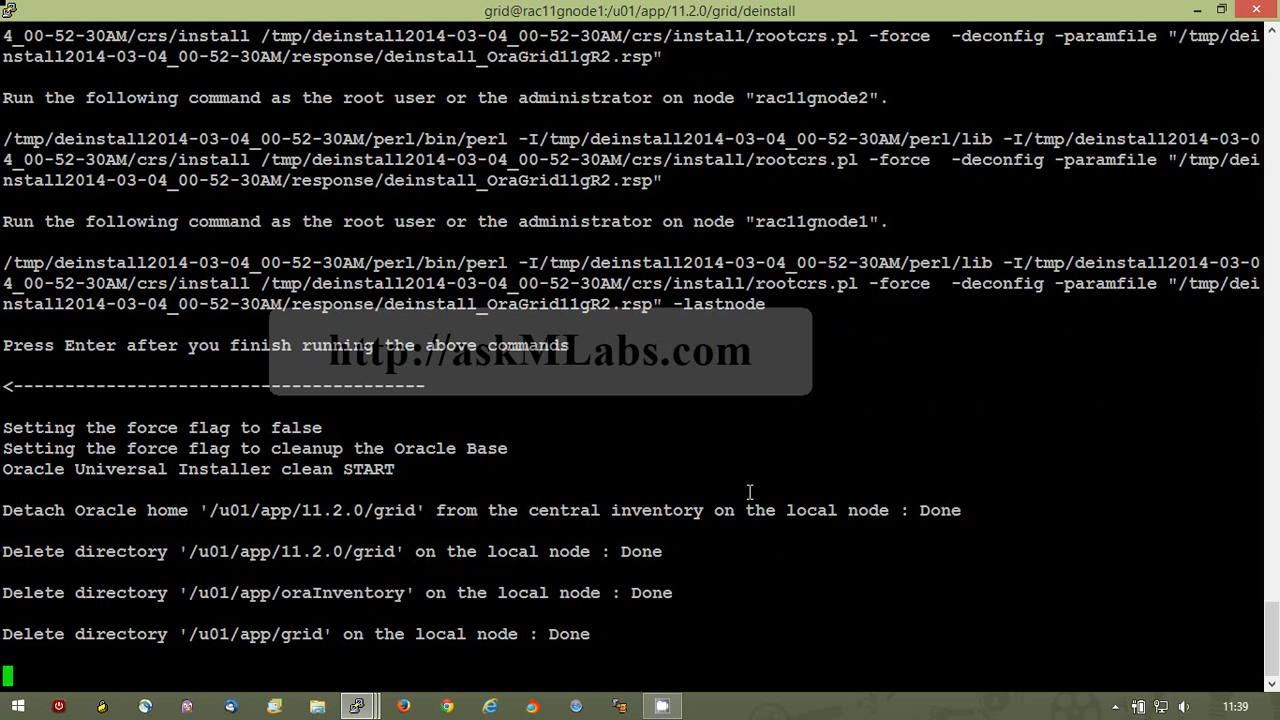 grid@rac11gnode1:/u01/app/11.2.0/grid/deinstall
4_00-52-30AM/crs/install /tmp/deinstall2014-03-04_00-52-30AM/crs/install/rootcrs.pl -force  -deconfig -paramfile "/tmp/dei
nstall2014-03-04_00-52-30AM/response/deinstall_OraGrid11gR2.rsp"
Run the following command as the root user or the administrator on node "rac11gnode2".
/tmp/deinstall2014-03-04_00-52-30AM/perl/bin/perl -I/tmp/deinstall2014-03-04_00-52-30AM/perl/lib -I/tmp/deinstall2014-03-0
4_00-52-30AM/crs/install /tmp/deinstall2014-03-04_00-52-30AM/crs/install/rootcrs.pl -force  -deconfig -paramfile "/tmp/dei
nstall2014-03-04_00-52-30AM/response/deinstall_OraGrid11gR2.rsp"
Run the following command as the root user or the administrator on node "rac11gnode1".
/tmp/deinstall2014-03-04_00-52-30AM/perl/bin/perl -I/tmp/deinstall2014-03-04_00-52-30AM/perl/lib -I/tmp/deinstall2014-03-0
4_00-52-30AM/crs/install /tmp/deinstall2014-03-04_00-52-30AM/crs/install/rootcrs.pl -force  -deconfig -paramfile "/tmp/dei
nstall2014-03-04_00-52-30AM/response/deinstall_OraGrid11gR2.rsp" -lastnode
Press Enter after you finish running the above commands
http://askMLabs.com
<----------------------------------------
Setting the force flag to false
Setting the force flag to cleanup the Oracle Base
Oracle Universal Installer clean START
Detach Oracle home '/u01/app/11.2.0/grid' from the central inventory on the local node : Done
Delete directory '/u01/app/11.2.0/grid' on the local node : Done
Delete directory '/u01/app/oraInventory' on the local node : Done
Delete directory '/u01/app/grid' on the local node : Done
11:39